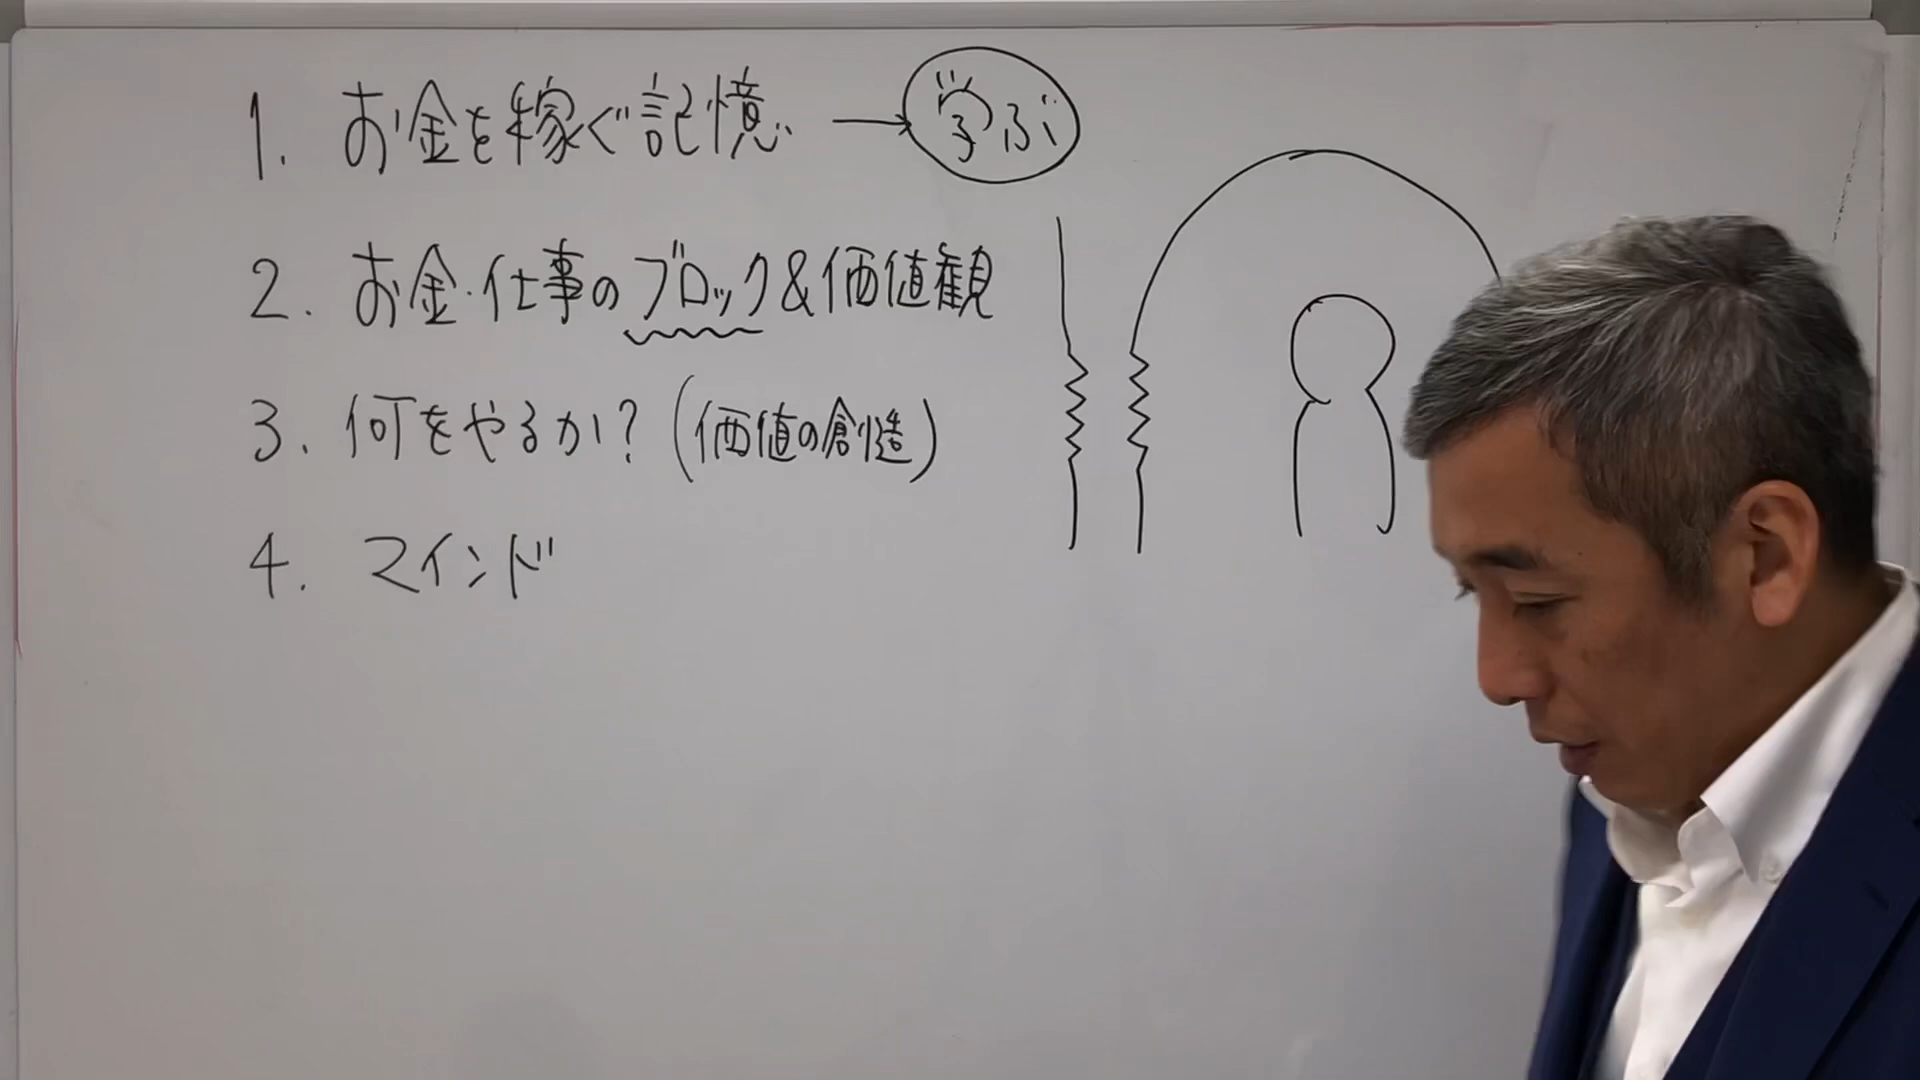 1. お金を稼ぐ記憶 → 学ぶ
2. お金・仕事のブロック&価値観
3. 何をやるか?(価値の創造)
4. マインド